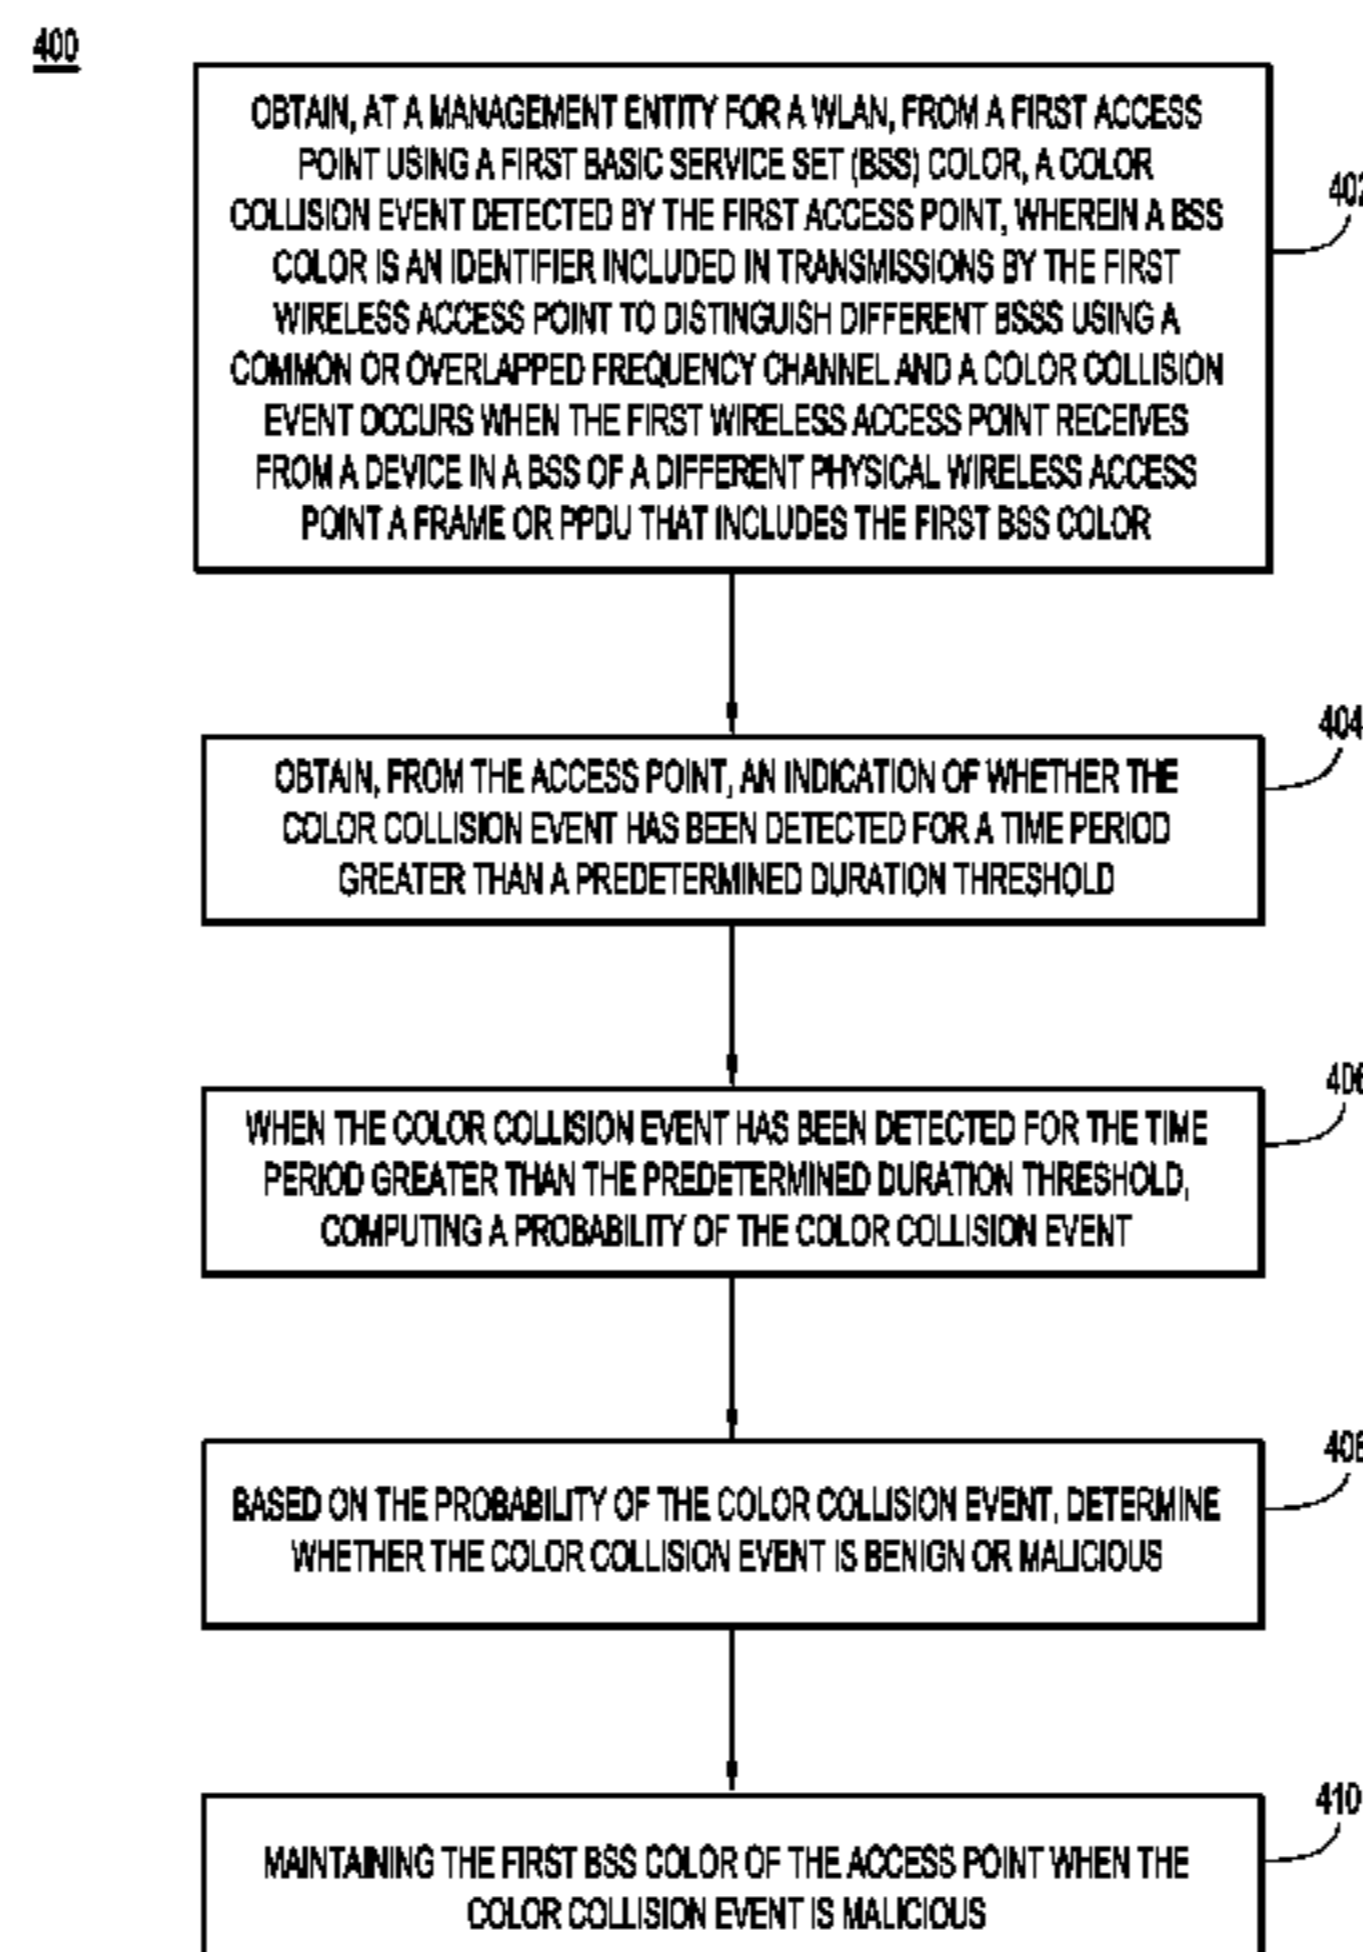 400
OBTAIN, AT A MANAGEMENT ENTITY FOR A WLAN, FROM A FIRST ACCESS
POINT USING A FIRST BASIC SERVICE SET (BSS) COLOR, A COLOR
COLLISION EVENT DETECTED BY THE FIRST ACCESS POINT, WHEREIN A BSS
COLOR IS AN IDENTIFIER INCLUDED IN TRANSMISSIONS BY THE FIRST
WIRELESS ACCESS POINT TO DISTINGUISH DIFFERENT BSSS USING A
COMMON OR OVERLAPPED FREQUENCY CHANNEL AND A COLOR COLLISION
EVENT OCCURS WHEN THE FIRST WIRELESS ACCESS POINT RECEIVES
FROM A DEVICE IN A BSS OF A DIFFERENT PHYSICAL WIRELESS ACCESS
POINT A FRAME OR PPDU THAT INCLUDES THE FIRST BSS COLOR
402
OBTAIN, FROM THE ACCESS POINT, AN INDICATION OF WHETHER THE
COLOR COLLISION EVENT HAS BEEN DETECTED FOR A TIME PERIOD
GREATER THAN A PREDETERMINED DURATION THRESHOLD
404
WHEN THE COLOR COLLISION EVENT HAS BEEN DETECTED FOR THE TIME
PERIOD GREATER THAN THE PREDETERMINED DURATION THRESHOLD,
COMPUTING A PROBABILITY OF THE COLOR COLLISION EVENT
406
BASED ON THE PROBABILITY OF THE COLOR COLLISION EVENT, DETERMINE
WHETHER THE COLOR COLLISION EVENT IS BENIGN OR MALICIOUS
408
MAINTAINING THE FIRST BSS COLOR OF THE ACCESS POINT WHEN THE
COLOR COLLISION EVENT IS MALICIOUS
410